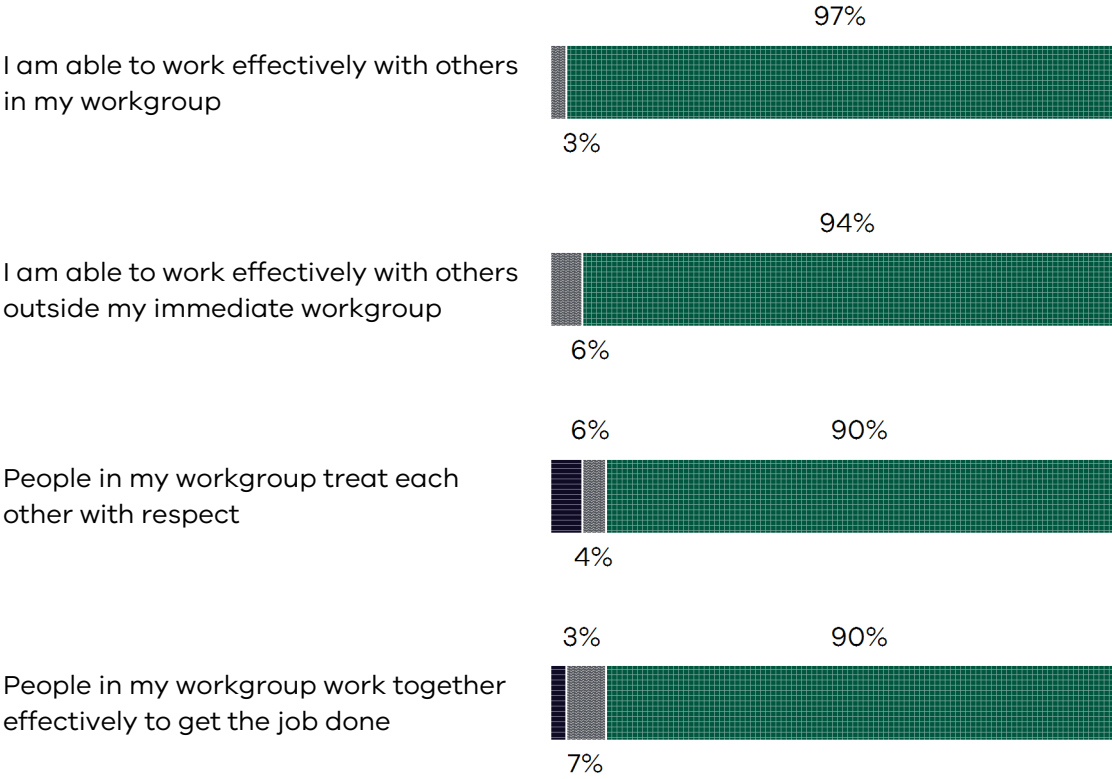 97%
I am able to work effectively with others
in my workgroup
3%
94%
I am able to work effectively with others
outside my immediate workgroup
6%
6% 90%
People in my workgroup treat each
other with respect
4%
3% 90%
People in my workgroup work together
effectively to get the job done
7%